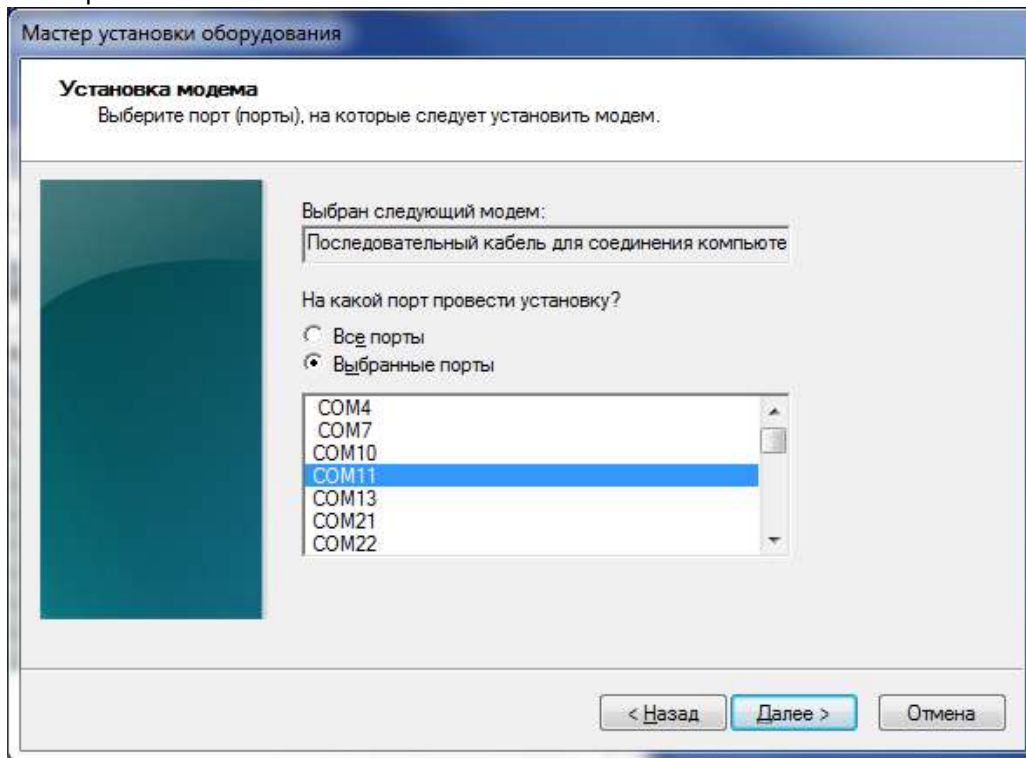 Мастер установки оборудования
Установка модема
Выберите порт (порты), на которые следует установить модем.
Выбран следующий модем:
Последовательный кабель для соединения компьюте
На какой порт провести установку?
Все порты
Выбранные порты
COM4
COM7
COM10
COM11
COM13
COM21
COM22
< Назад
Далее >
Отмена